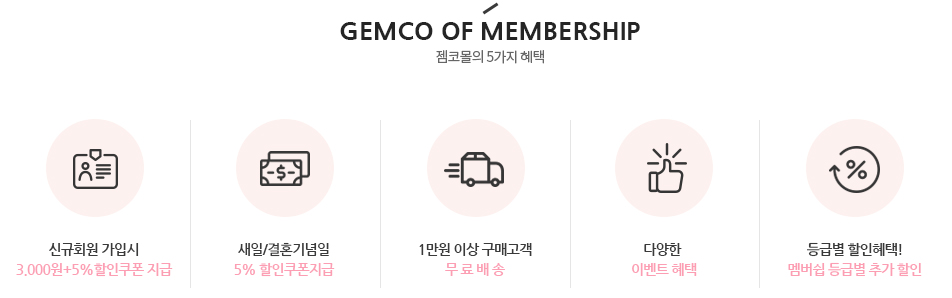 GEMCO OF MEMBERSHIP
젬코몰의 5가지 혜택
신규회원 가입시
3,000원+5%할인쿠폰 지급
새일/결혼기념일
5% 할인쿠폰지급
1만원 이상 구매고객
무 료 배 송
다양한
이벤트 혜택
등급별 할인혜택!
멤버쉽 등급별 추가 할인